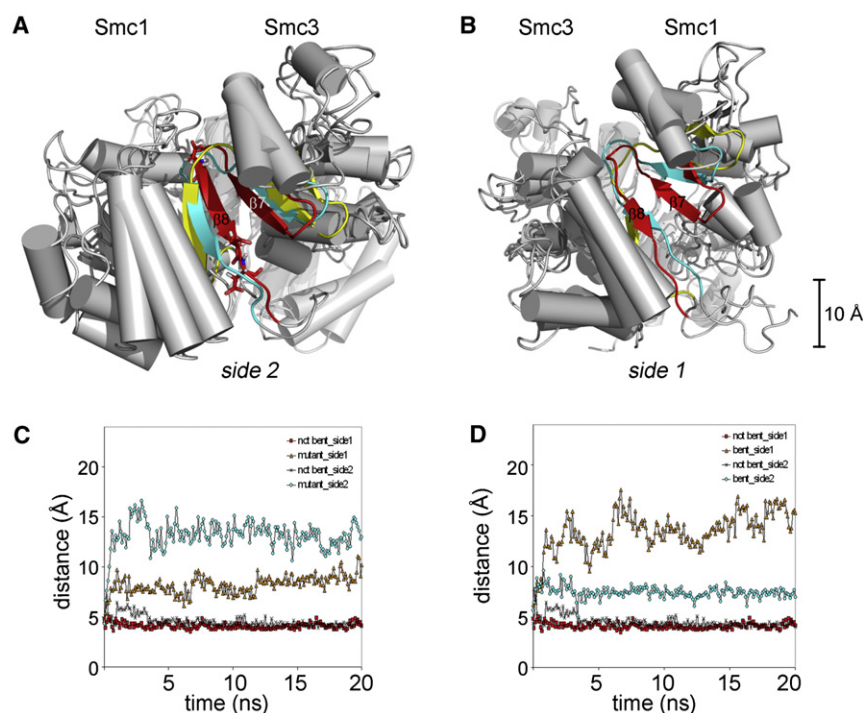 A
Smc1 Smc3
β8
β7
side 2
B
Smc3 Smc1
β8
β7
side 1
10 Å
C
not bent_side1
mutant_side1
not bent_side2
mutant_side2
distance (Å)
20
15
10
5
0
5 10 15 20
time (ns)
D
not bent_side1
bent_side1
not bent_side2
bent_side2
distance (Å)
20
15
10
5
0
5 10 15 20
time (ns)